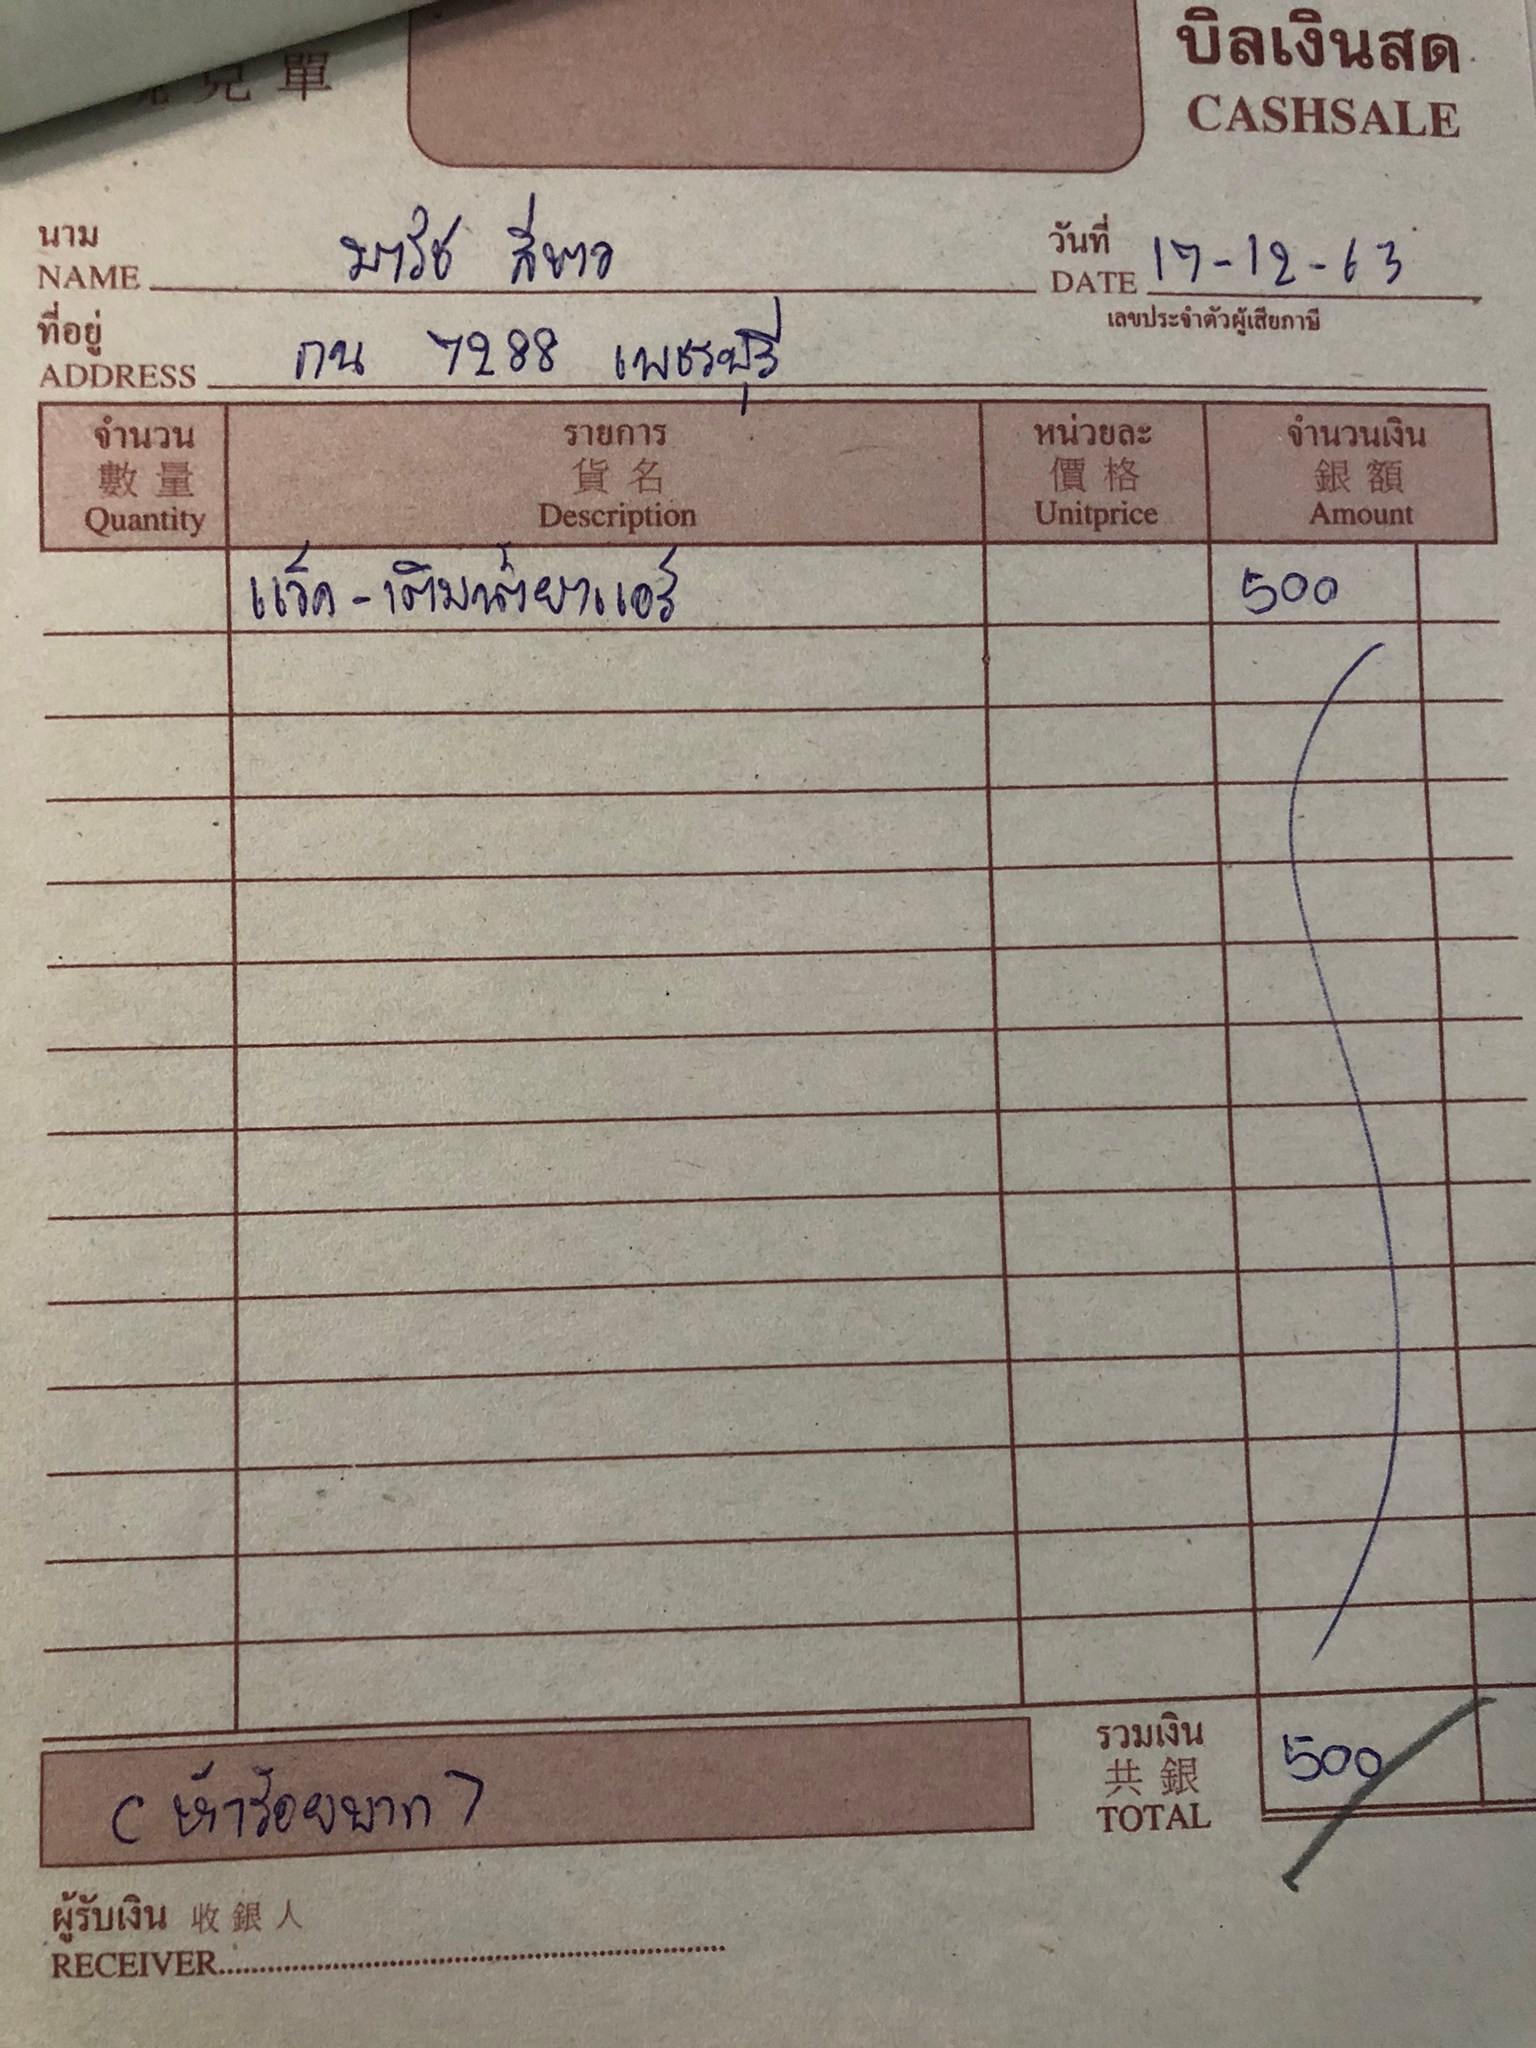 單
บิลเงินสด
CASHSALE
นาม
NAME มาร์ช สีขาว
วันที่
DATE 17-12-63
เลขประจำตัวผู้เสียภาษี
ที่อยู่
ADDRESS กน 7288 เพชรบุรี
จำนวน รายการ หน่วยละ จำนวนเงิน
數量 貨名 價格 銀額
Quantity Description Unitprice Amount
แว็ค-เติมน้ำยาแอร์ 500
รวมเงิน
共銀
TOTAL 500
(ห้าร้อยบาท)
ผู้รับเงิน 收銀人
RECEIVER